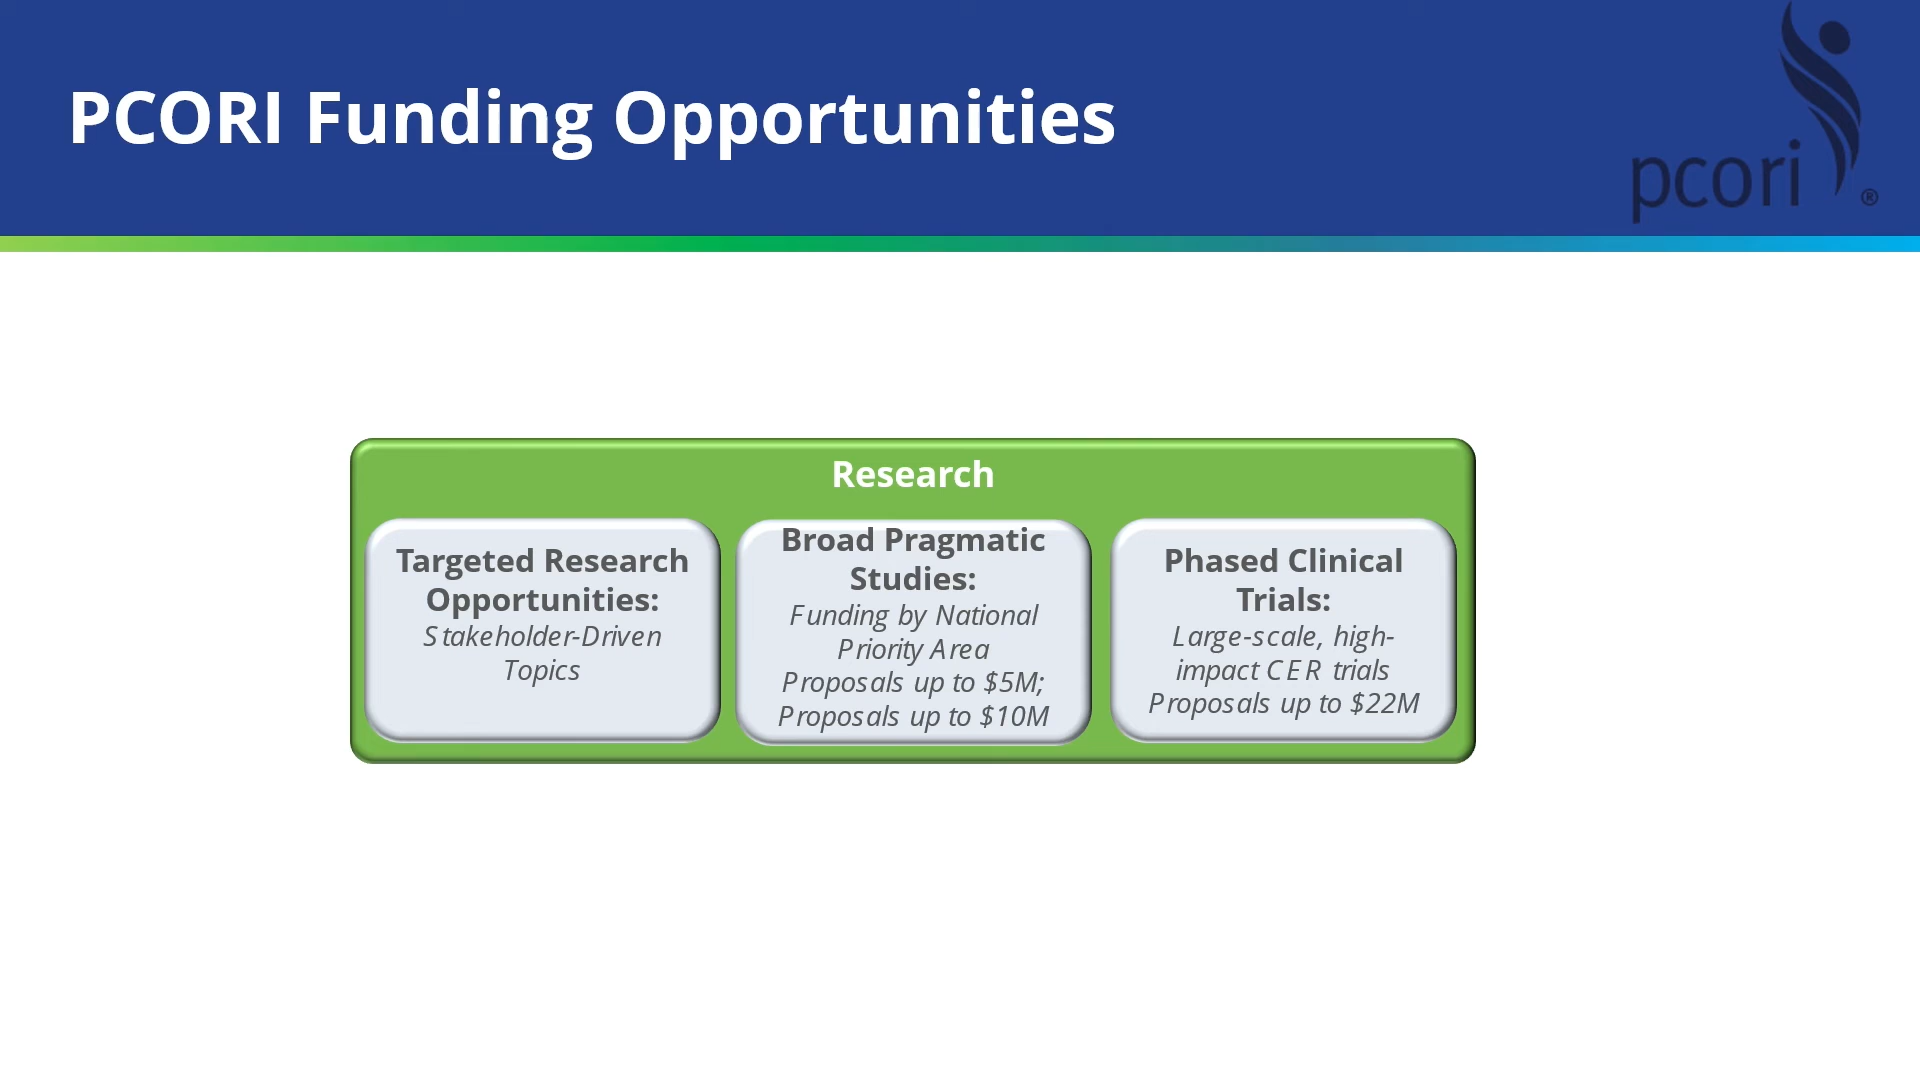 PCORI Funding Opportunities
pcori®
Research
Targeted Research
Opportunities:
Stakeholder-Driven
Topics
Broad Pragmatic
Studies:
Funding by National
Priority Area
Proposals up to $5M;
Proposals up to $10M
Phased Clinical
Trials:
Large-scale, high-
impact CER trials
Proposals up to $22M